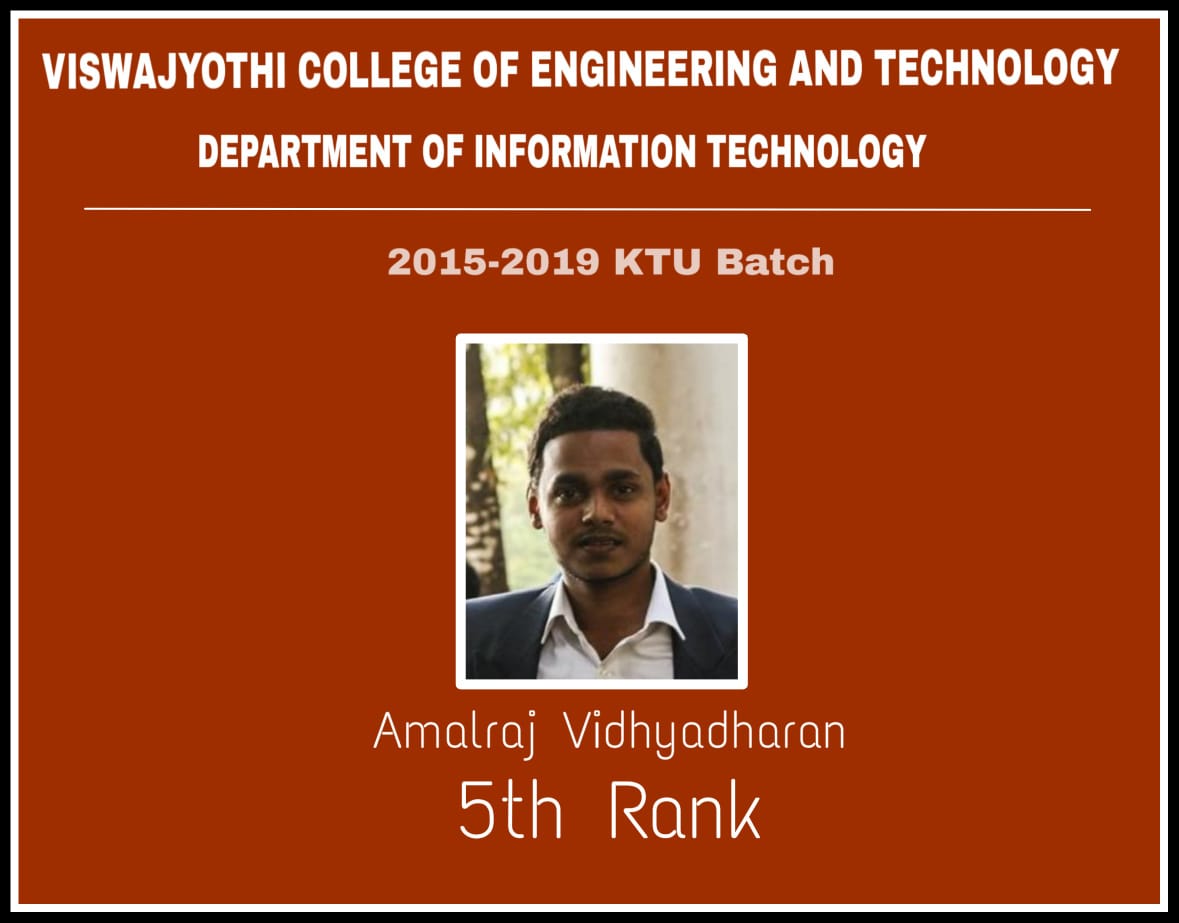 VISWAJYOTHI COLLEGE OF ENGINEERING AND TECHNOLOGY
DEPARTMENT OF INFORMATION TECHNOLOGY
2015-2019 KTU Batch
Amalraj Vidhyadharan
5th Rank